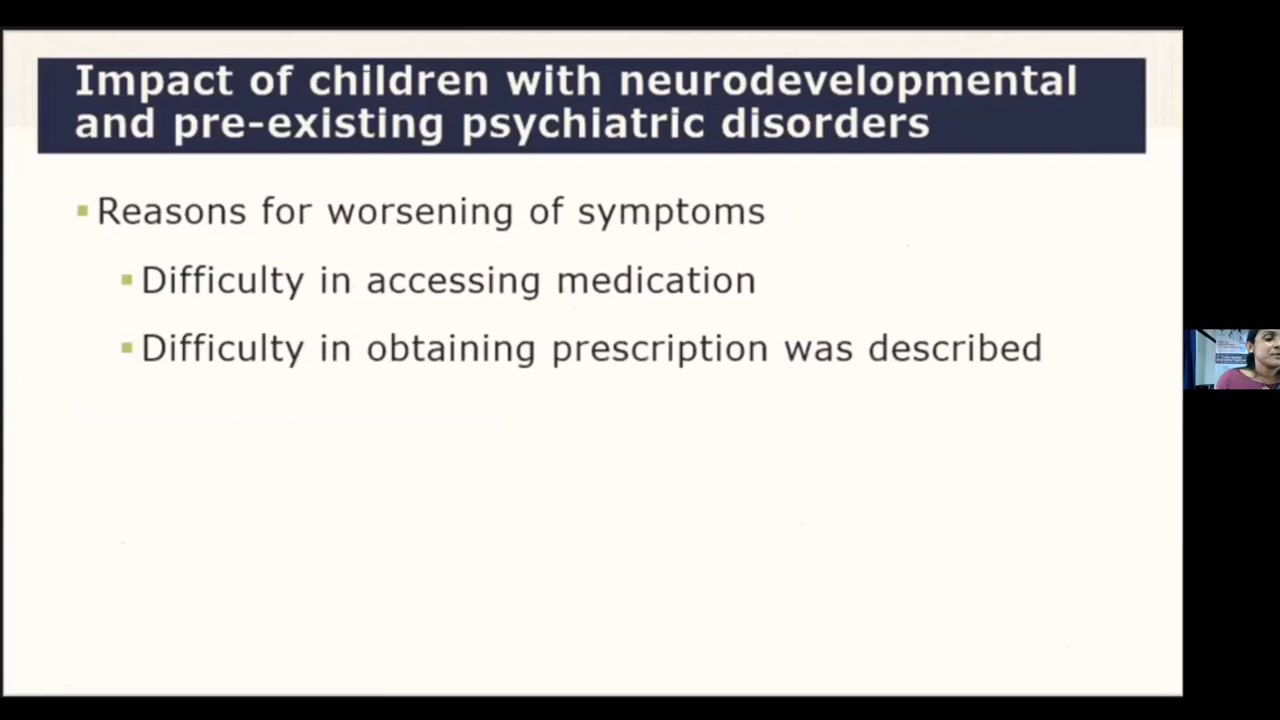 Impact of children with neurodevelopmental
and pre-existing psychiatric disorders
Reasons for worsening of symptoms
Difficulty in accessing medication
Difficulty in obtaining prescription was described